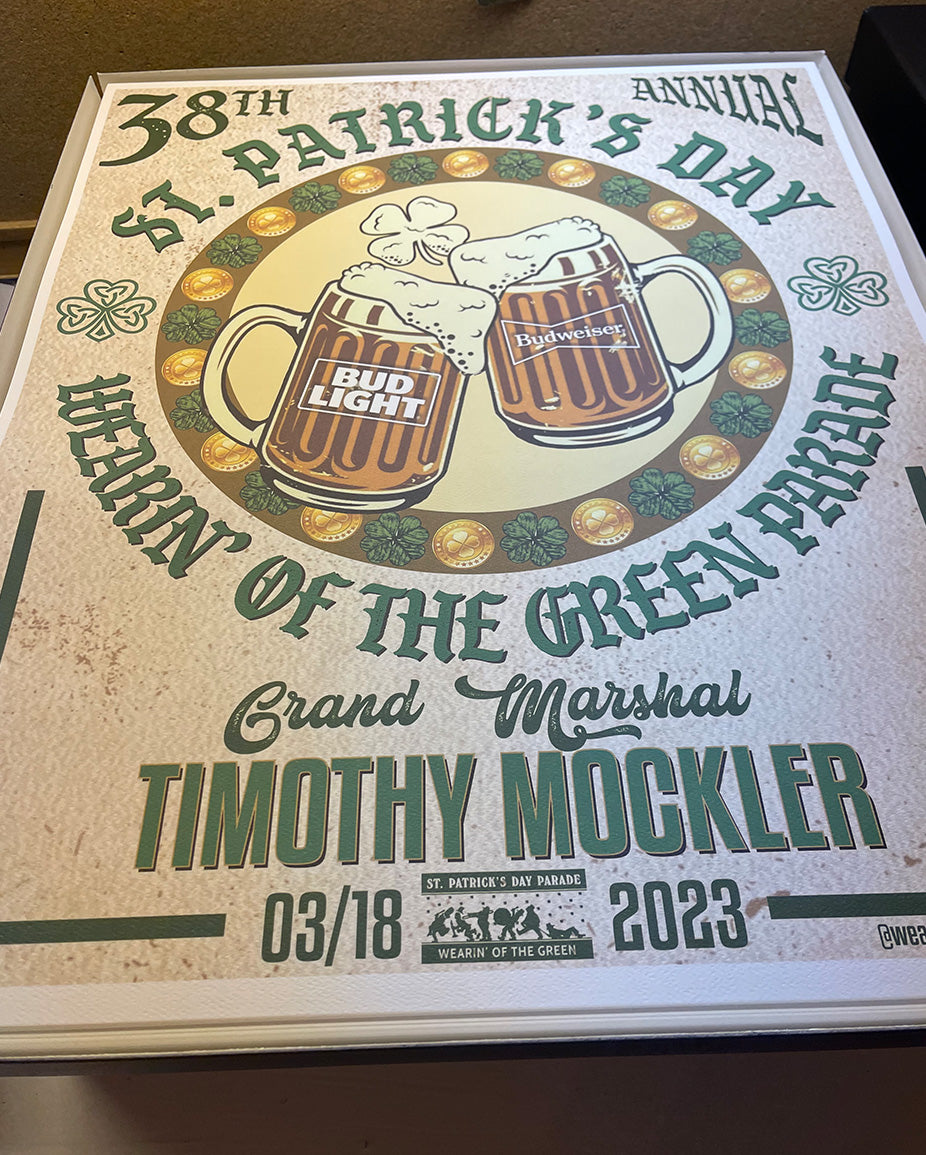 38TH ANNUAL
ST. PATRICK'S DAY
BUD
LIGHT
Budweiser
WEARIN' OF THE GREEN PARADE
Grand Marshal
TIMOTHY MOCKLER
03/18
ST. PATRICK'S DAY PARADE
WEARIN' OF THE GREEN
2023